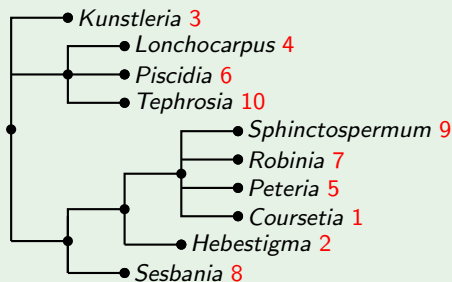 Kunstleria 3
Lonchocarpus 4
Piscidia 6
Tephrosia 10
Sphinctospermum 9
Robinia 7
Peteria 5
Coursetia 1
Hebestigma 2
Sesbania 8